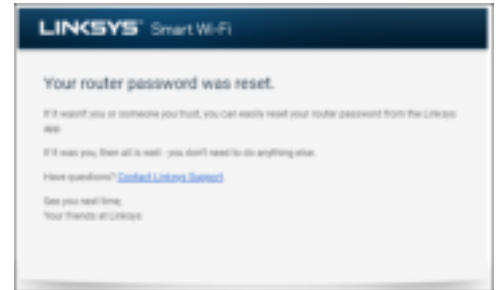 LINKSYS Smart Wi-Fi
Your router password was reset.
If it wasn't you or someone you trust, you can easily reset your router password from the Linksys
app.
If it was you, then all is well - you don't need to do anything else.
Have questions? Contact Linksys Support
See you next time,
Your friends at Linksys